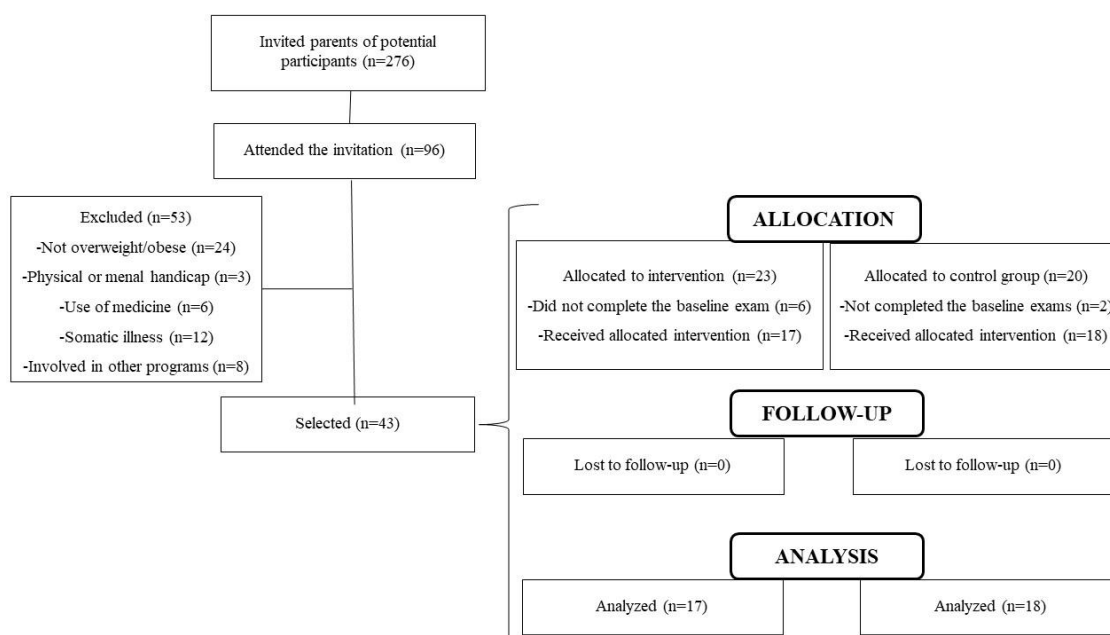 Invited parents of potential
participants (n=276)
Attended the invitation (n=96)
Excluded (n=53)
-Not overweight/obese (n=24)
-Physical or menal handicap (n=3)
-Use of medicine (n=6)
-Somatic illness (n=12)
-Involved in other programs (n=8)
Selected (n=43)
ALLOCATION
Allocated to intervention (n=23)
-Did not complete the baseline exam (n=6)
-Received allocated intervention (n=17)
Allocated to control group (n=20)
-Not completed the baseline exams (n=2)
-Received allocated intervention (n=18)
FOLLOW-UP
Lost to follow-up (n=0)
Lost to follow-up (n=0)
ANALYSIS
Analyzed (n=17)
Analyzed (n=18)